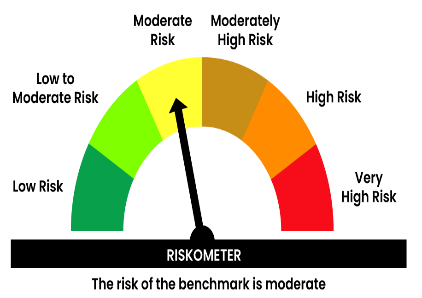 Moderate
Risk
Moderately
High Risk
Low to
Moderate Risk
High Risk
Low Risk
Very
High Risk
RISKOMETER
The risk of the benchmark is moderate